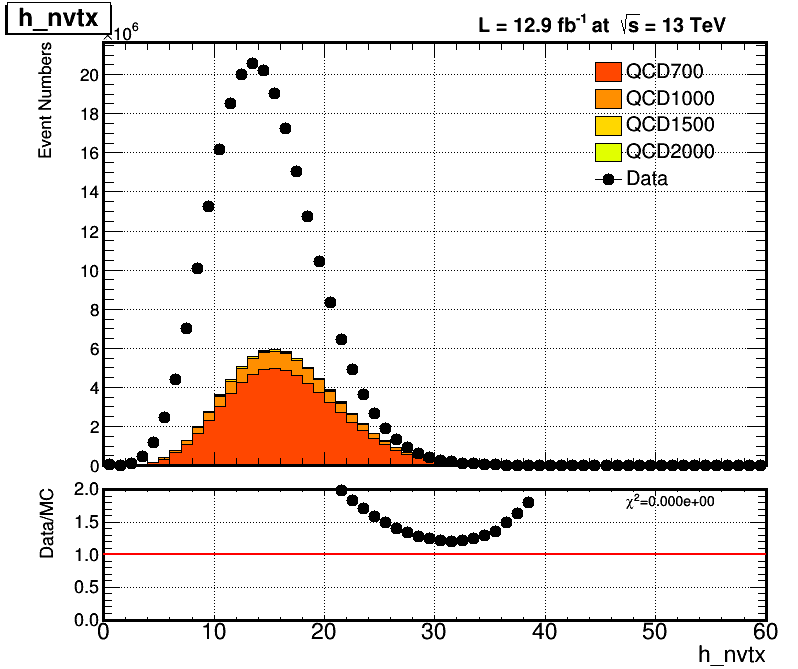 h_nvtx
×10⁶
L = 12.9 fb⁻¹ at √s = 13 TeV
Event Numbers
20
18
16
14
12
10
8
6
4
2
0
QCD700
QCD1000
QCD1500
QCD2000
Data
Data/MC
2.0
1.5
1.0
0.5
0.0
χ²=0.000e+00
0 10 20 30 40 50 60
h_nvtx